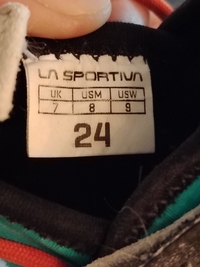 LA SPORTIVA
UK USM USW
7 8 9
24